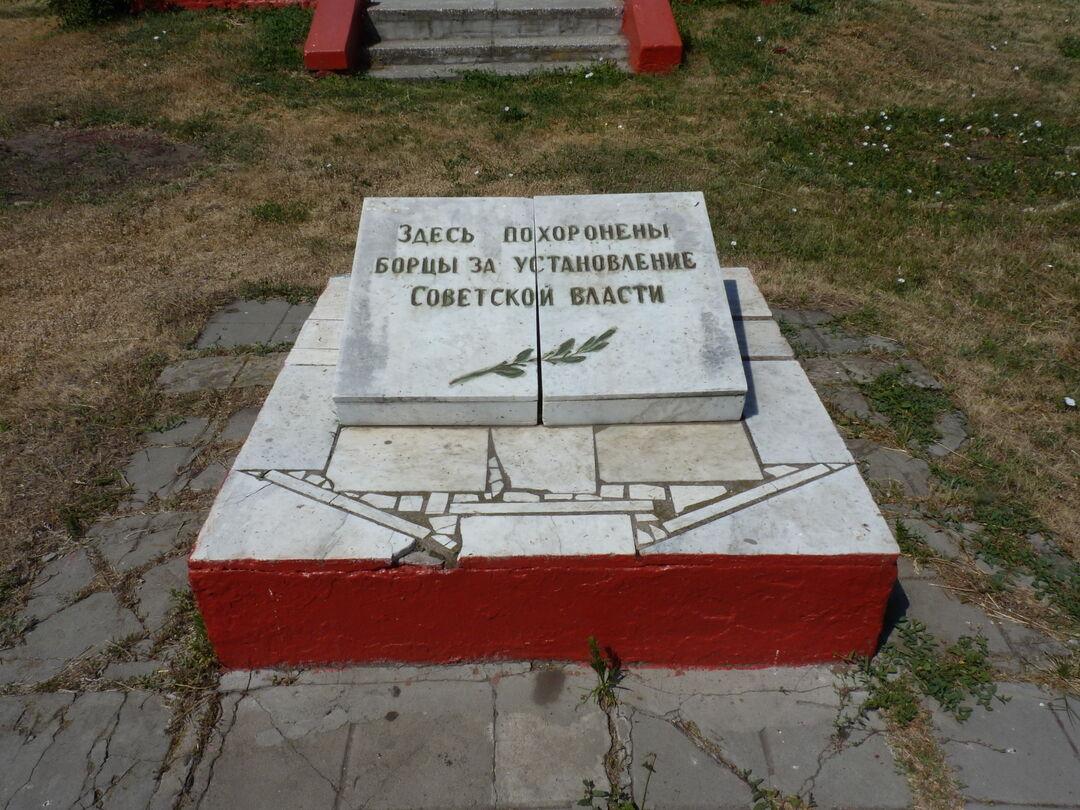 Здесь похоронены
борцы за установление
Советской власти